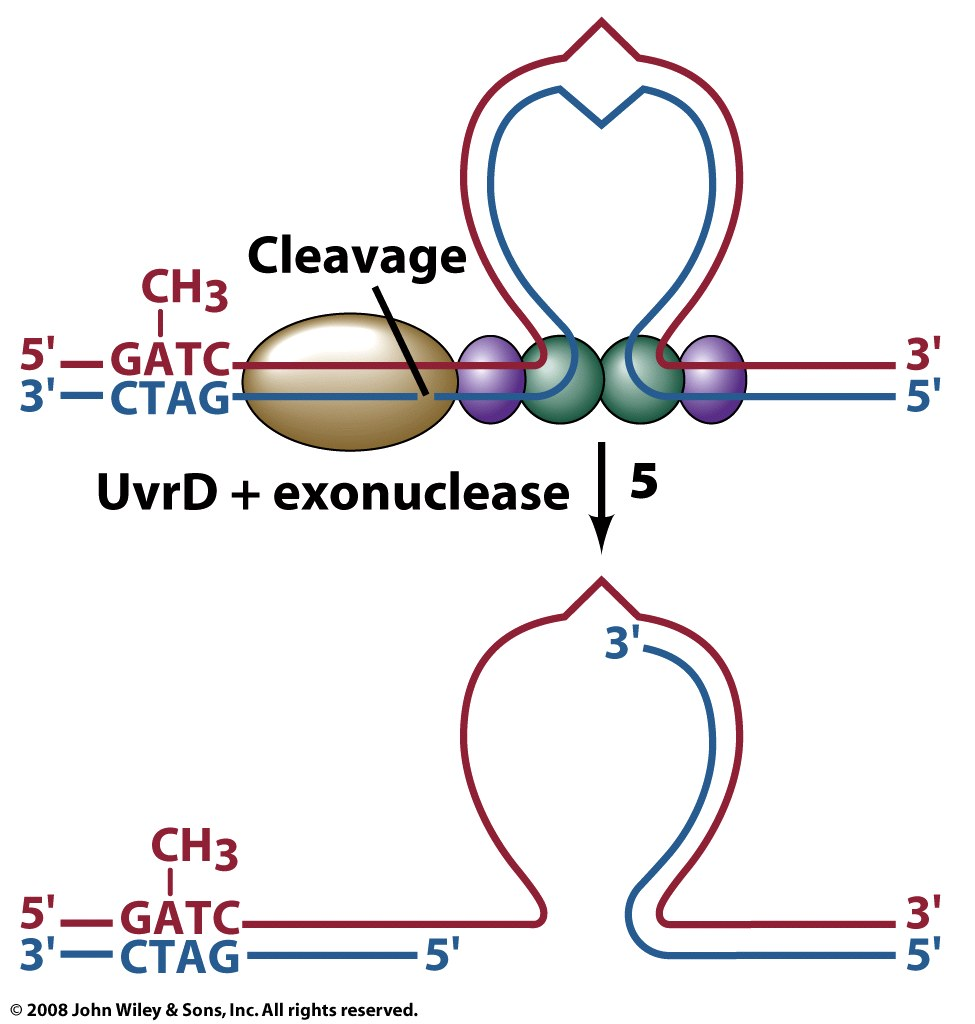 Cleavage
CH3
5' GATC 3'
3' CTAG 5'
UvrD + exonuclease 5
3'
CH3
5' GATC 3'
3' CTAG 5' 5'
© 2008 John Wiley & Sons, Inc. All rights reserved.